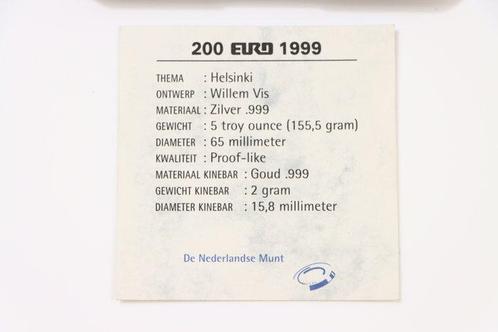 200 EURO 1999
THEMA : Helsinki
ONTWERP : Willem Vis
MATERIAAL : Zilver .999
GEWICHT : 5 troy ounce (155,5 gram)
DIAMETER : 65 millimeter
KWALITEIT : Proof-like
MATERIAAL KINEBAR : Goud .999
GEWICHT KINEBAR : 2 gram
DIAMETER KINEBAR : 15,8 millimeter
De Nederlandse Munt